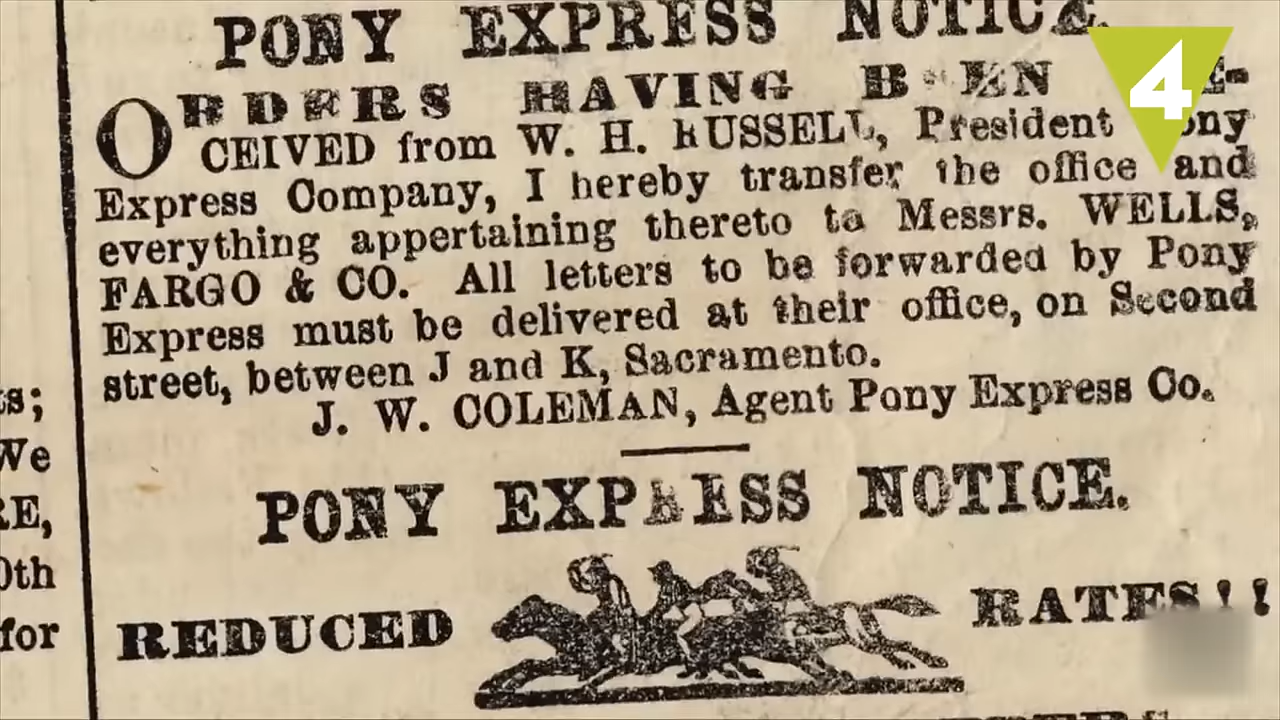 PONY EXPRESS NOTICE.
4
ORDERS HAVING BEEN RE-
CEIVED from W. H. RUSSELL, President Pony
Express Company, I hereby transfer the office and
everything appertaining thereto to Messrs. WELLS,
FARGO & CO. All letters to be forwarded by Pony
Express must be delivered at their office, on Second
street, between J and K, Sacramento.
J. W. COLEMAN, Agent Pony Express Co.
PONY EXPRESS NOTICE.
REDUCED RATES!!
ts;
We
RE,
0th
for